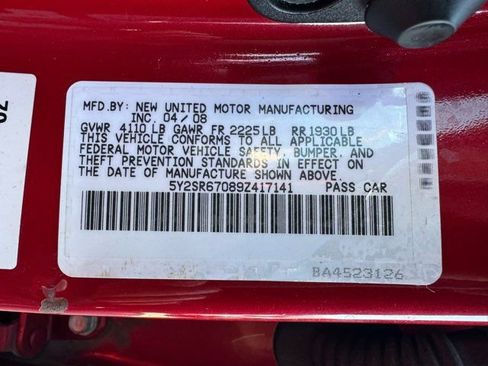 MFD.BY: NEW UNITED MOTOR MANUFACTURING
INC. 04/08
GVWR 4110 LB GAWR FR 2225LB RR 1930LB
THIS VEHICLE CONFORMS TO ALL APPLICABLE
FEDERAL MOTOR VEHICLE SAFETY, BUMPER, AND
THEFT PREVENTION STANDARDS IN EFFECT ON
THE DATE OF MANUFACTURE SHOWN ABOVE.
5Y2SR67089Z417141 PASS CAR
BA4523126